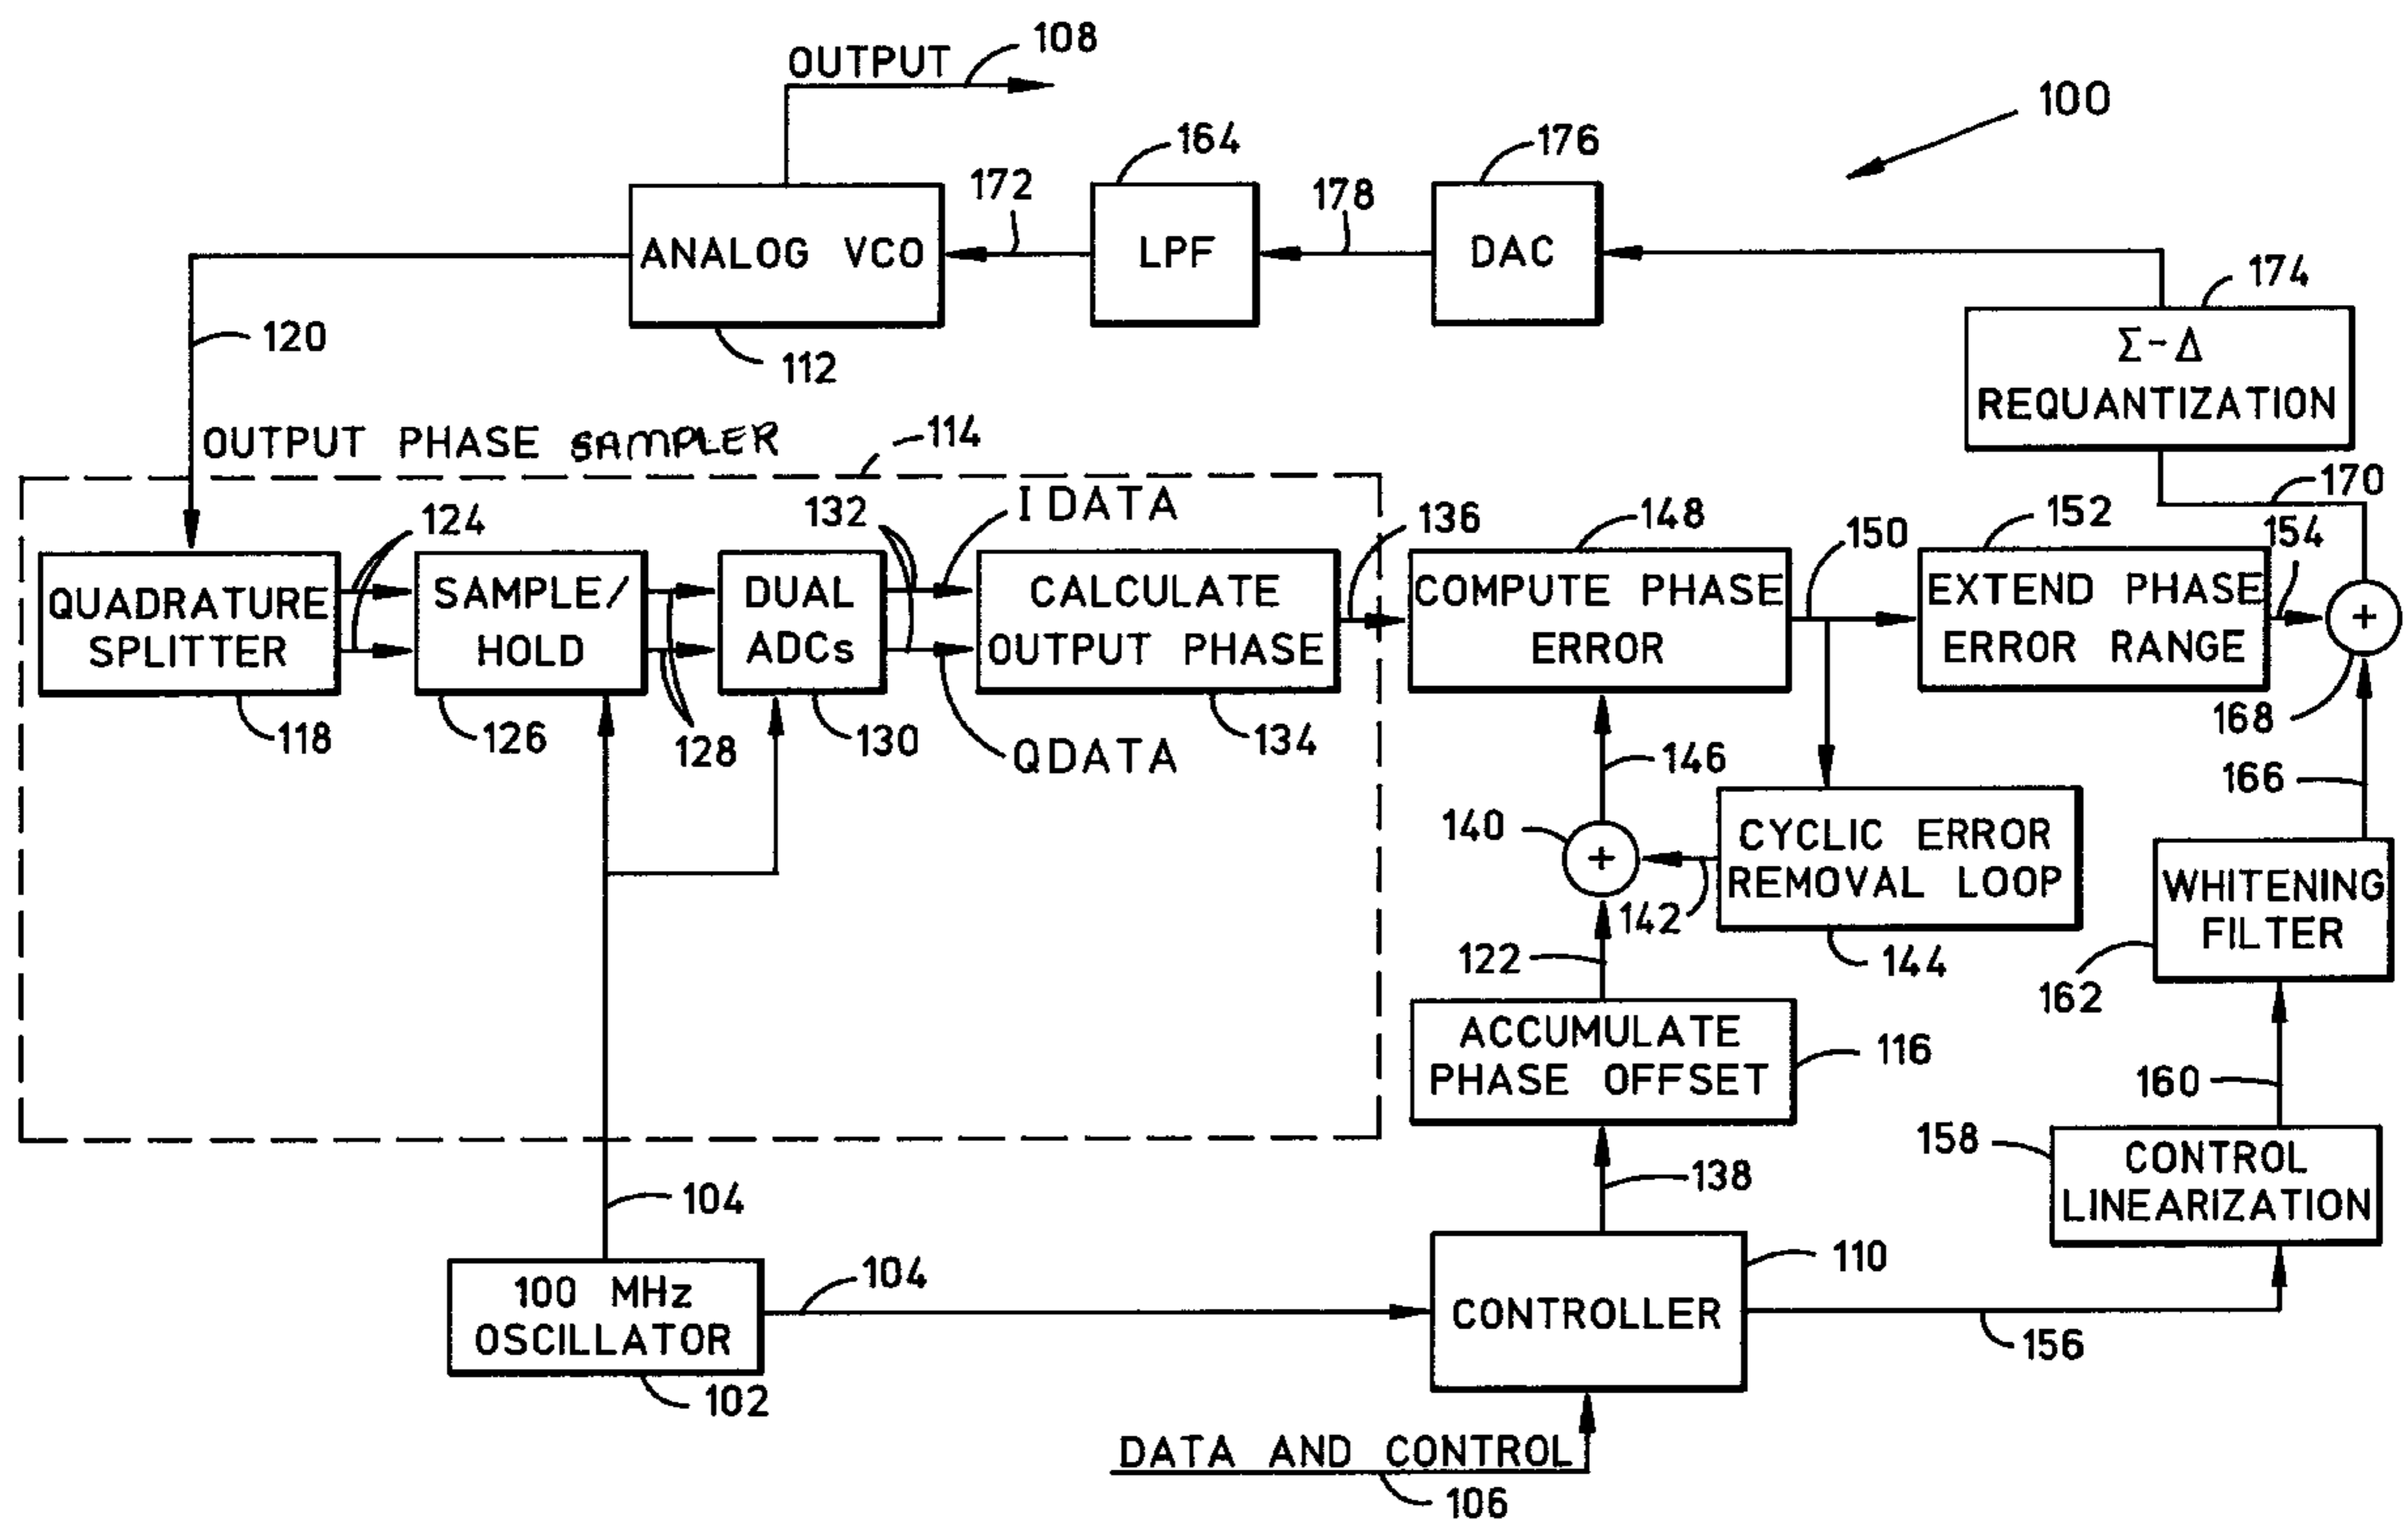 OUTPUT
108
100
164
176
172
178
ANALOG VCO
LPF
DAC
174
120
112
Σ-Δ
REQUANTIZATION
OUTPUT PHASE SAMPLER
114
170
124
132
I DATA
136
148
150
152
154
QUADRATURE
SPLITTER
SAMPLE/
HOLD
DUAL
ADCs
CALCULATE
OUTPUT PHASE
COMPUTE PHASE
ERROR
EXTEND PHASE
ERROR RANGE
+
118
126
128
130
QDATA
134
168
146
166
140
+
CYCLIC ERROR
REMOVAL LOOP
142
144
122
WHITENING
FILTER
162
ACCUMULATE
PHASE OFFSET
116
160
158
CONTROL
LINEARIZATION
138
104
104
110
100 MHz
OSCILLATOR
CONTROLLER
156
102
DATA AND CONTROL
106